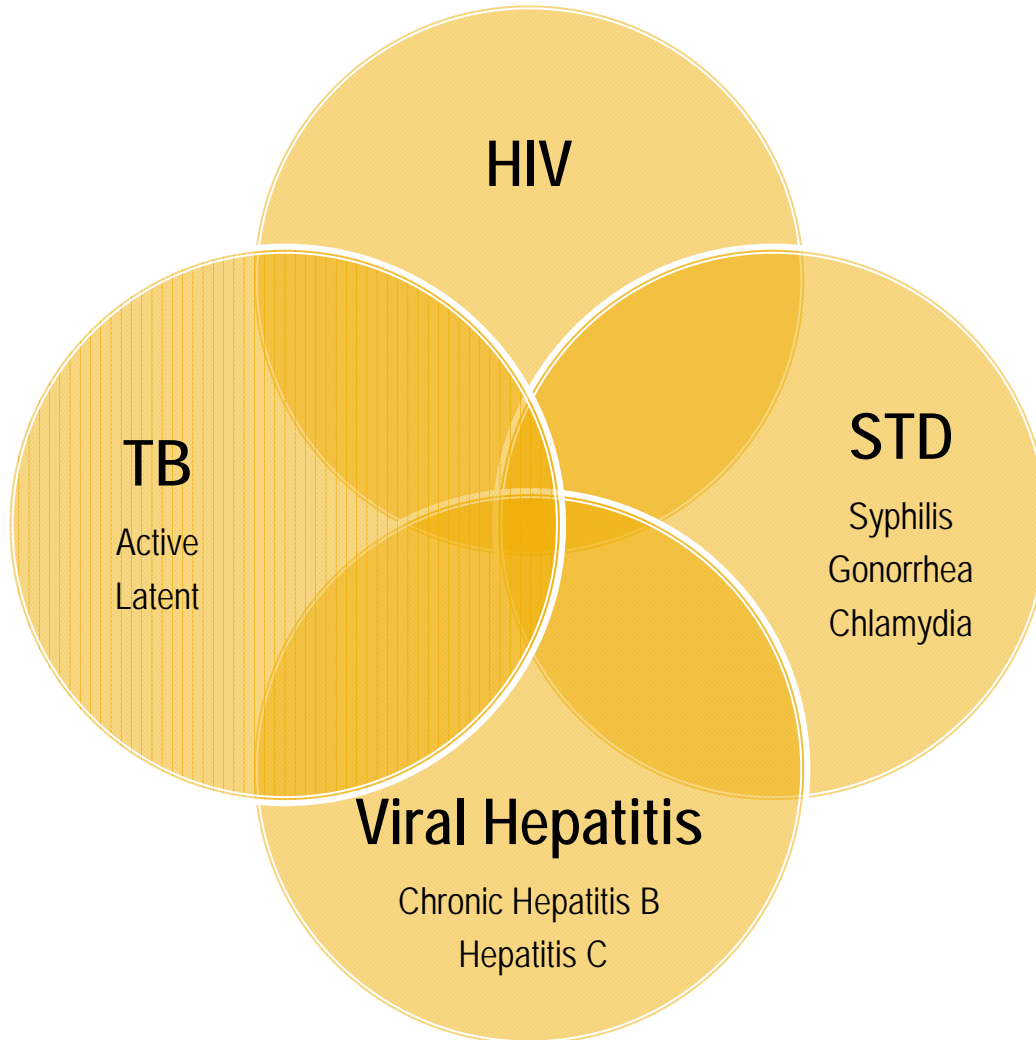 HIV
TB
Active
Latent
STD
Syphilis
Gonorrhea
Chlamydia
Viral Hepatitis
Chronic Hepatitis B
Hepatitis C